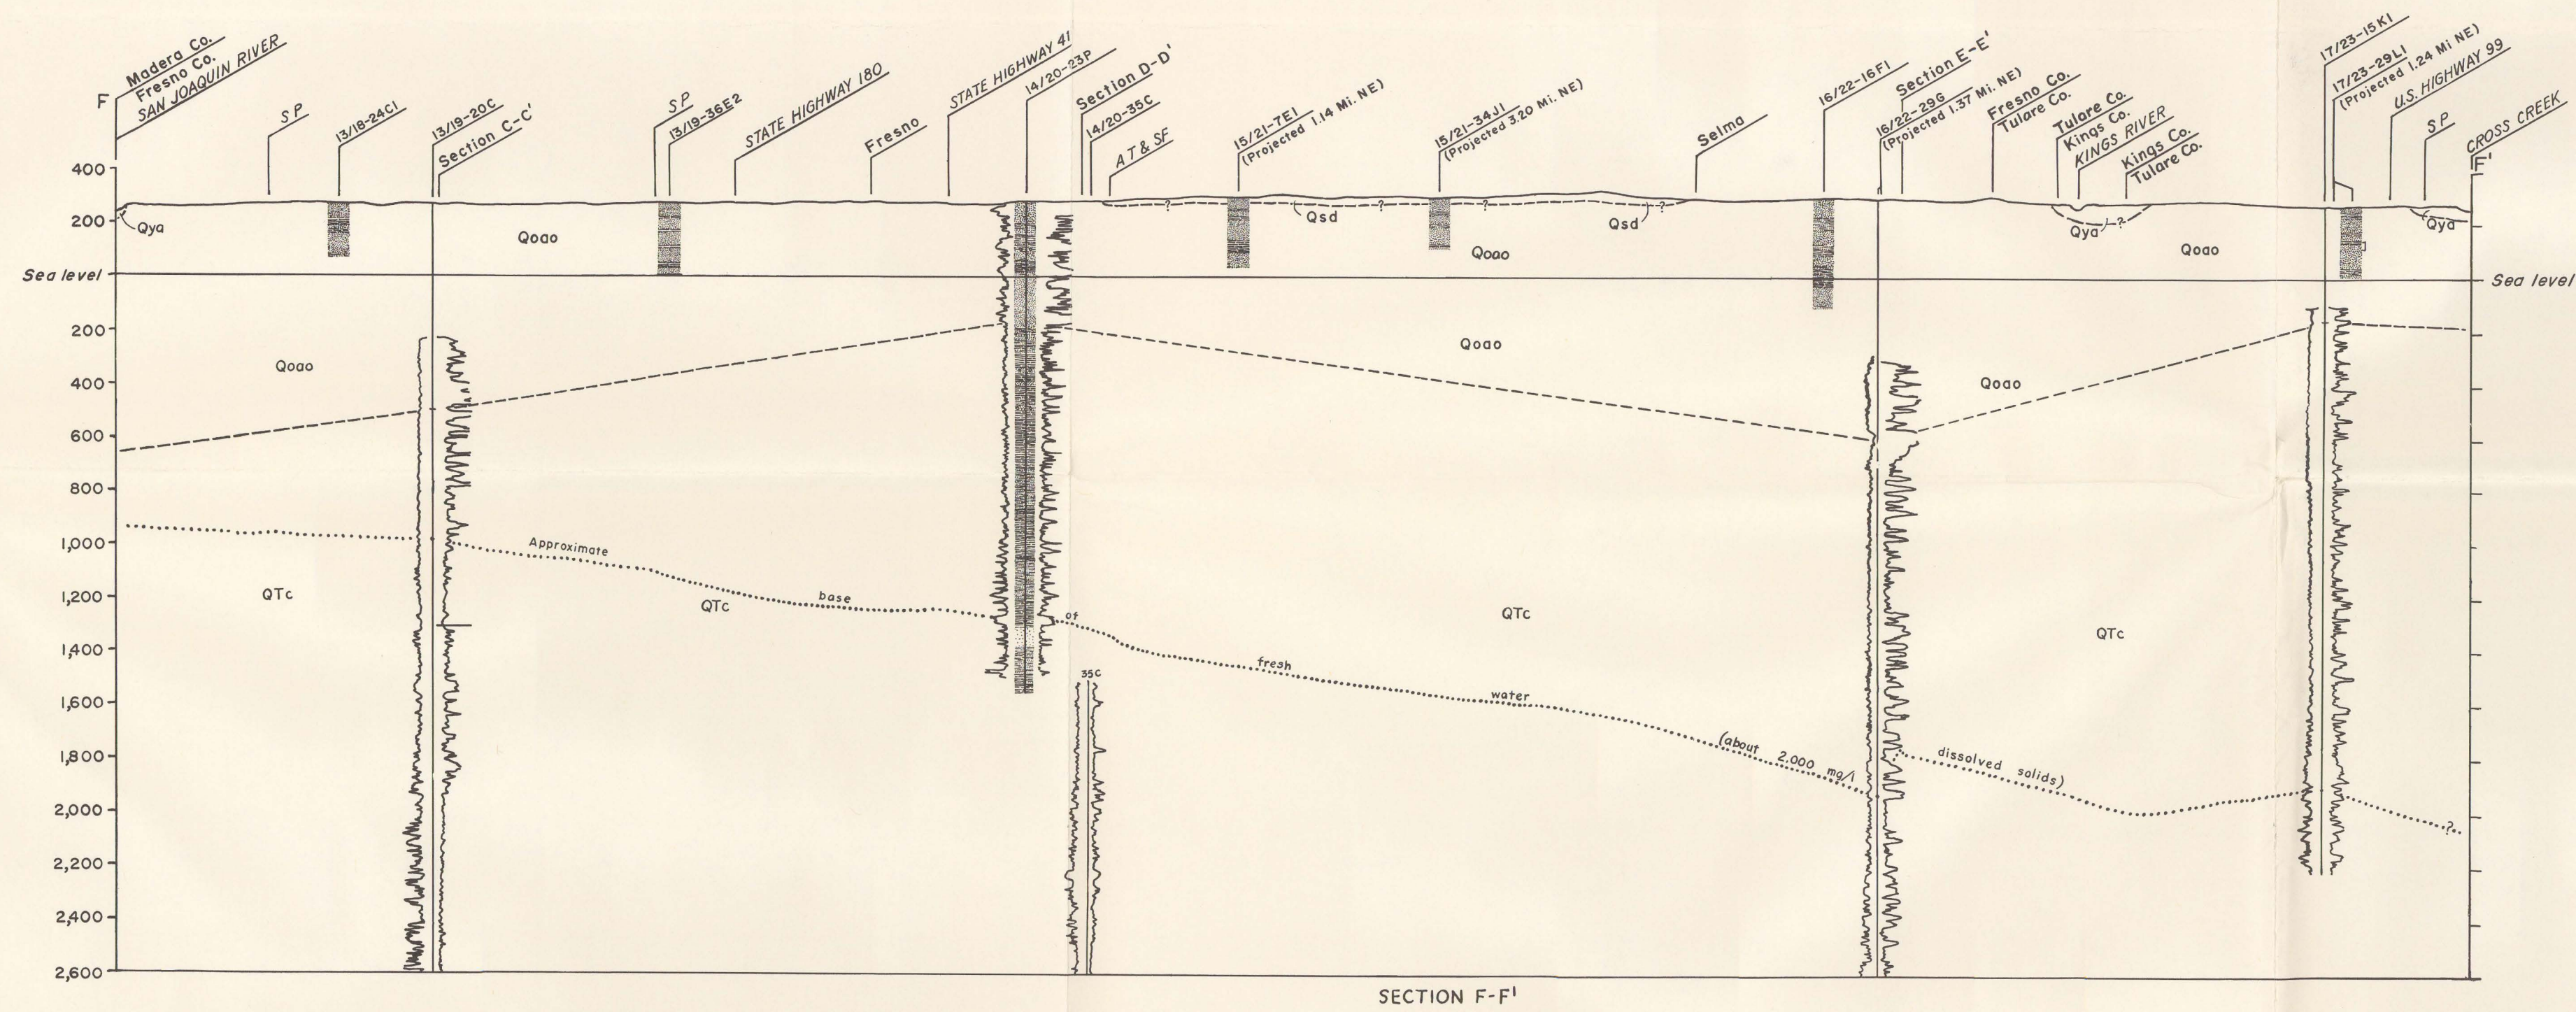 F
Madera Co.
Fresno Co.
SAN JOAQUIN RIVER
SP
13/18-24C1
13/19-20C
Section C-C'
SP
13/19-36E2
STATE HIGHWAY 180
Fresno
STATE HIGHWAY 41
14/20-23P
Section D-D'
14/20-35C
AT & SF
15/21-7E1
(Projected 1.14 Mi. NE)
15/21-34J1
(Projected 3.20 Mi. NE)
Selma
16/22-16F1
Section E-E'
16/22-29G
(Projected 1.37 Mi. NE)
Fresno Co.
Tulare Co.
Tulare Co.
Kings Co.
KINGS RIVER
Kings Co.
Tulare Co.
17/23-15K1
17/23-29L1
(Projected 1.24 Mi NE)
U.S. HIGHWAY 99
SP
CROSS CREEK
F'
400
200
Sea level
200
400
600
800
1,000
1,200
1,400
1,600
1,800
2,000
2,200
2,400
2,600
Qya
Qoao
?
Qsd
?
?
Qsd
?
Qoao
Qya
?
Qoao
Qya
Sea level
Qoao
Qoao
Qoao
Approximate base of fresh water (about 2,000 mg/l dissolved solids)
?
QTc
QTc
QTc
QTc
35C
SECTION F-F'